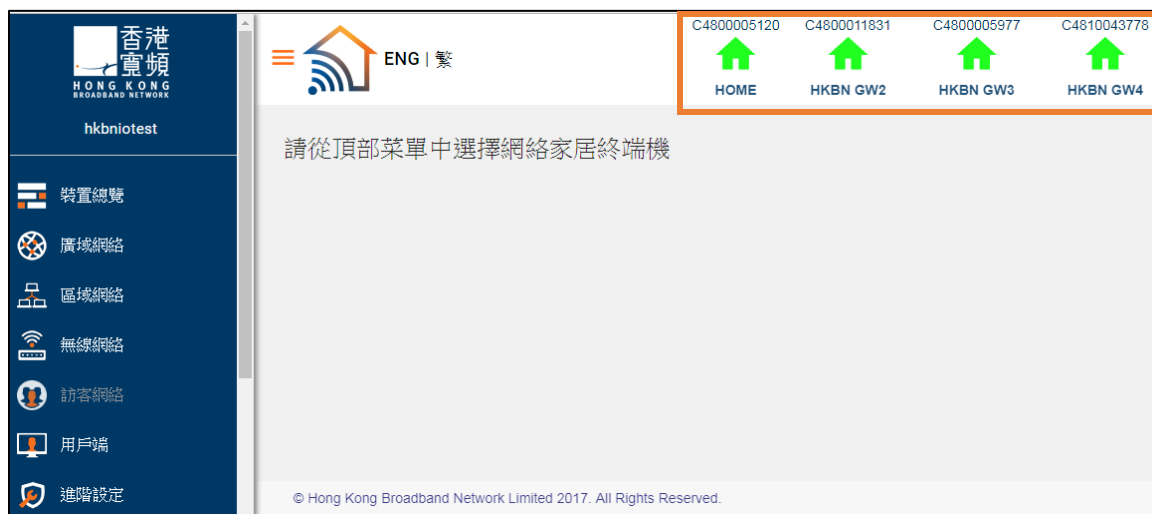 香港
寬頻
HONG KONG
BROADBAND NETWORK
hkbniotest
裝置總覽
廣域網絡
區域網絡
無線網絡
訪客網絡
用戶端
進階設定
ENG | 繁
C4800005120 C4800011831 C4800005977 C4810043778
HOME HKBN GW2 HKBN GW3 HKBN GW4
請從頂部菜單中選擇網絡家居終端機
© Hong Kong Broadband Network Limited 2017. All Rights Reserved.